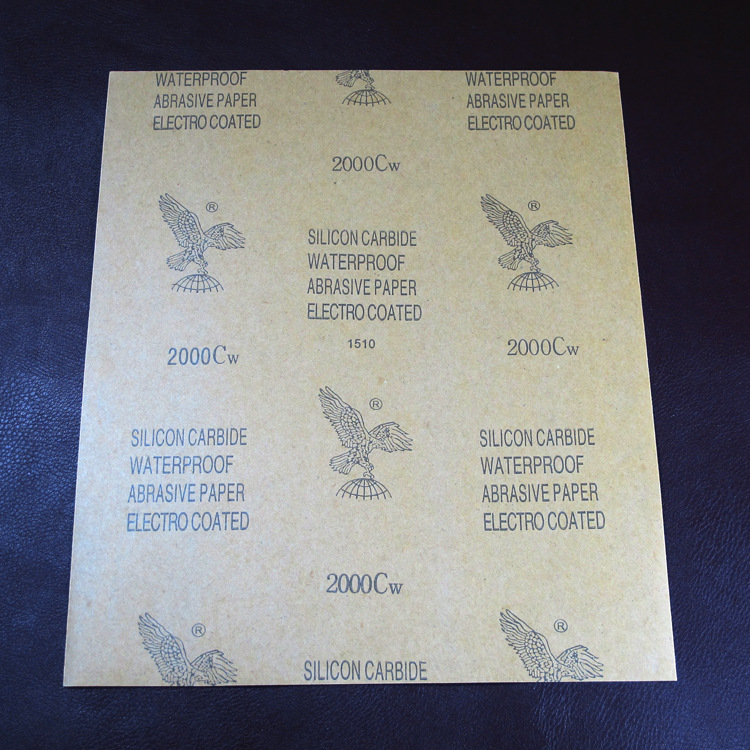 WATERPROOF
ABRASIVE PAPER
ELECTRO COATED
WATERPROOF
ABRASIVE PAPER
ELECTRO COATED
2000Cw
®
®
SILICON CARBIDE
WATERPROOF
ABRASIVE PAPER
ELECTRO COATED
1510
2000Cw
2000Cw
®
SILICON CARBIDE
WATERPROOF
ABRASIVE PAPER
ELECTRO COATED
SILICON CARBIDE
WATERPROOF
ABRASIVE PAPER
ELECTRO COATED
2000Cw
®
®
SILICON CARBIDE